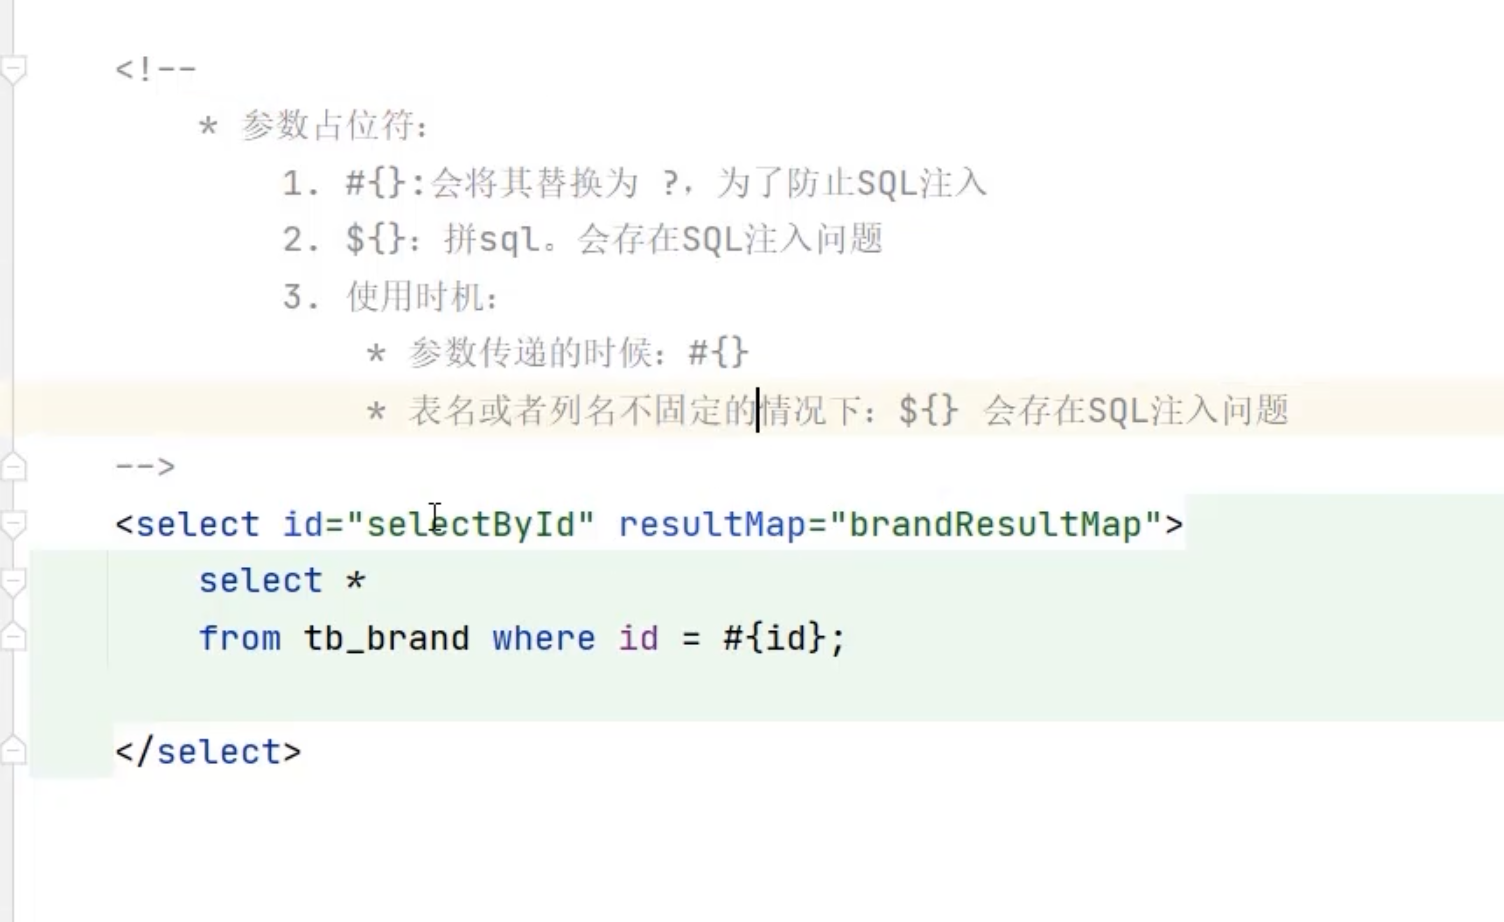 <!--
* 参数占位符：
1. #{}:会将其替换为 ?，为了防止SQL注入
2. ${}：拼sql。会存在SQL注入问题
3. 使用时机：
* 参数传递的时候：#{}
* 表名或者列名不固定的情况下：${} 会存在SQL注入问题
-->
<select id="selectById" resultMap="brandResultMap">
select *
from tb_brand where id = #{id};
</select>